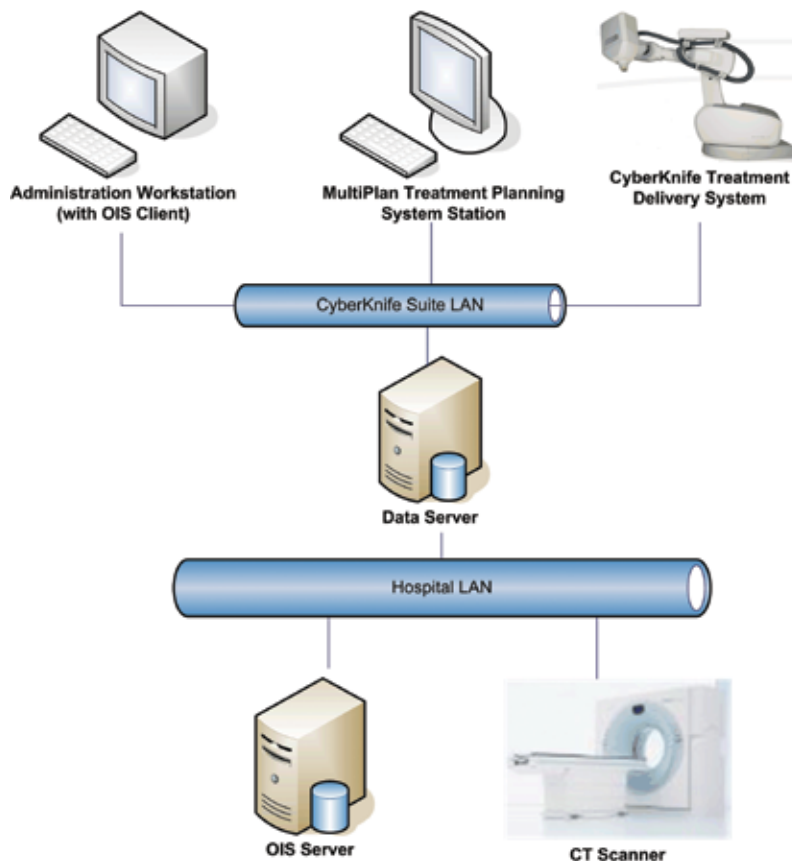 Administration Workstation
(with OIS Client)
MultiPlan Treatment Planning
System Station
CyberKnife Treatment
Delivery System
CyberKnife Suite LAN
Data Server
Hospital LAN
OIS Server
CT Scanner